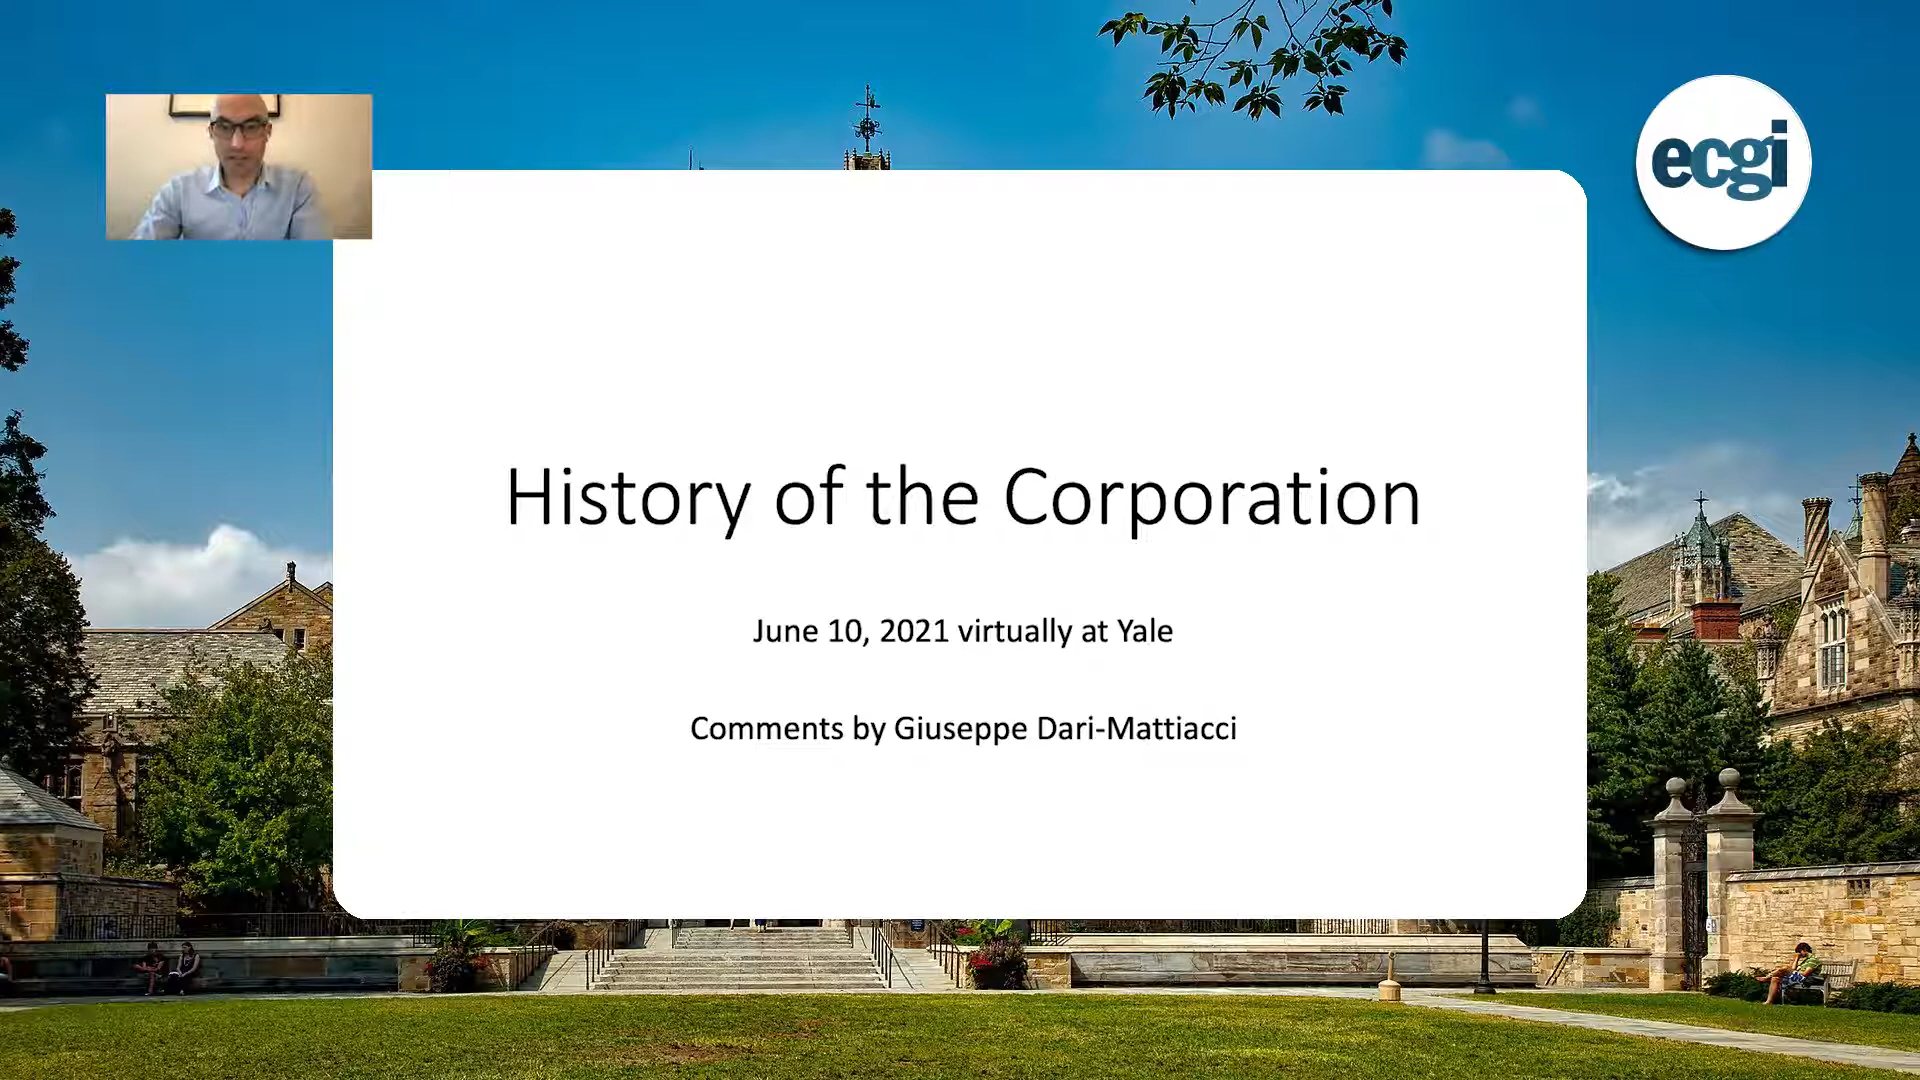 ecgi
History of the Corporation
June 10, 2021 virtually at Yale
Comments by Giuseppe Dari-Mattiacci